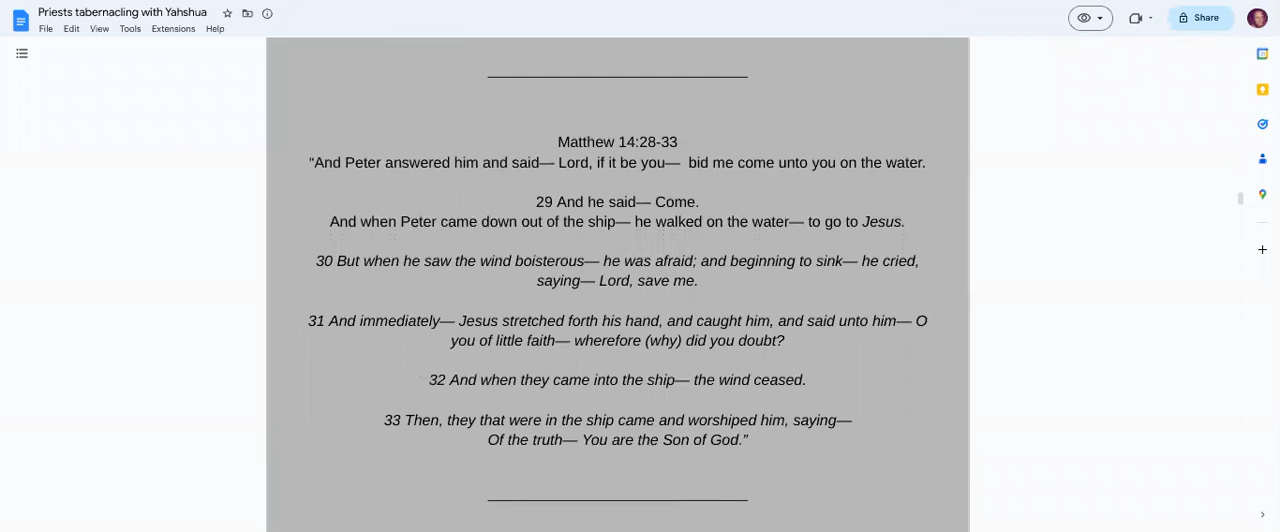 Priests tabernacling with Yahshua
File Edit View Tools Extensions Help
Share
Matthew 14:28-33
“And Peter answered him and said— Lord, if it be you— bid me come unto you on the water.
29 And he said— Come.
And when Peter came down out of the ship— he walked on the water— to go to Jesus.
30 But when he saw the wind boisterous— he was afraid; and beginning to sink— he cried,
saying— Lord, save me.
31 And immediately— Jesus stretched forth his hand, and caught him, and said unto him— O
you of little faith— wherefore (why) did you doubt?
32 And when they came into the ship— the wind ceased.
33 Then, they that were in the ship came and worshiped him, saying—
Of the truth— You are the Son of God.”